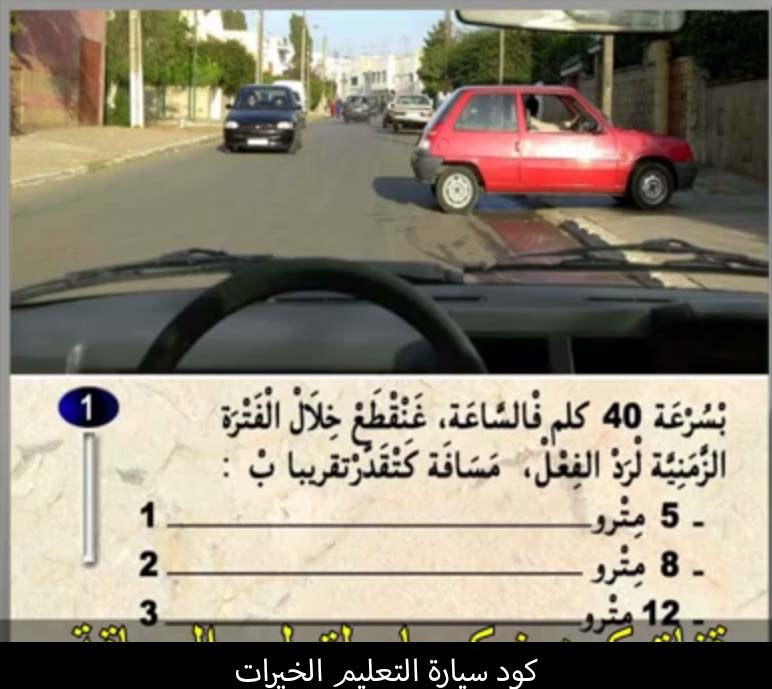 1
بْسُرْعَة 40 كلم فْالسَّاعَة، غَنْقْطَعْ خِلَالْ الْفَتْرَة
الزَّمَنِيَّة لْرَدْ الفِعْلْ، مَسَافَة كَتْقَدَّرْتقريبا بْ :
- 5 مِتْرو 1
- 8 مِتْرو 2
- 12 مِتْرو 3
كود سيارة التعليم الخيرات